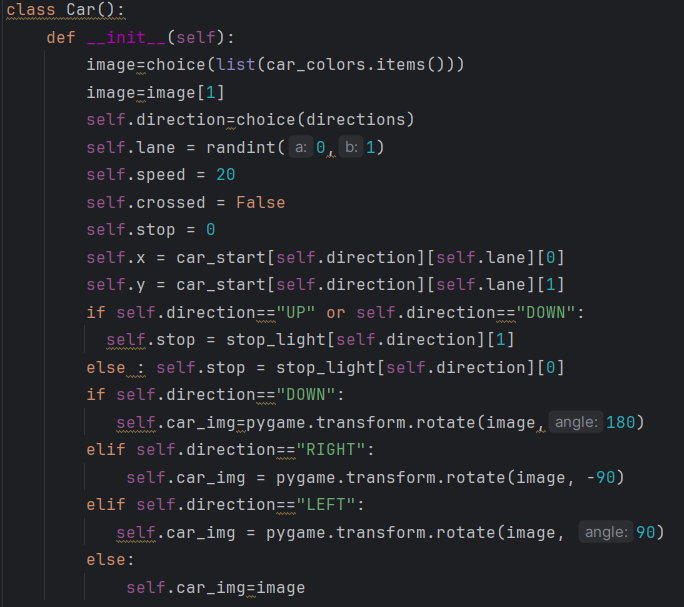 class Car():
    def __init__(self):
        image=choice(list(car_colors.items()))
        image=image[1]
        self.direction=choice(directions)
        self.lane = randint( a: 0, b: 1)
        self.speed = 20
        self.crossed = False
        self.stop = 0
        self.x = car_start[self.direction][self.lane][0]
        self.y = car_start[self.direction][self.lane][1]
        if self.direction=="UP" or self.direction=="DOWN":
          self.stop = stop_light[self.direction][1]
        else : self.stop = stop_light[self.direction][0]
        if self.direction=="DOWN":
           self.car_img=pygame.transform.rotate(image, angle: 180)
        elif self.direction=="RIGHT":
            self.car_img = pygame.transform.rotate(image, -90)
        elif self.direction=="LEFT":
           self.car_img = pygame.transform.rotate(image, angle: 90)
        else:
            self.car_img=image